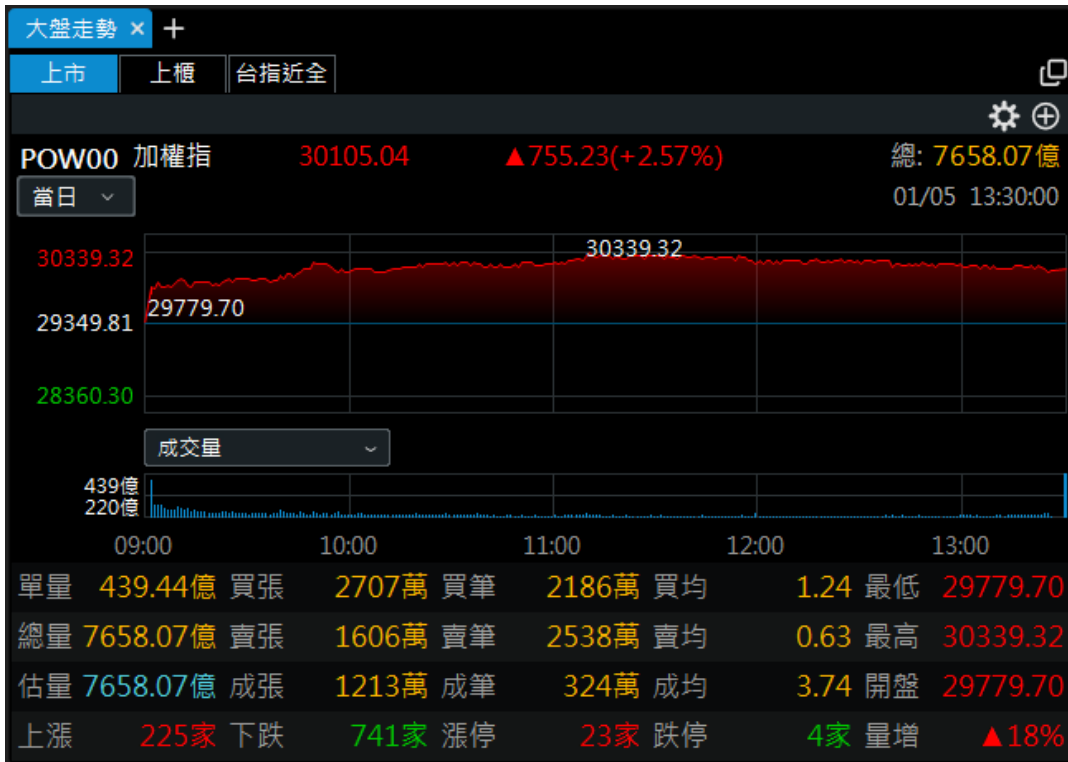 大盤走勢 × +
上市 上櫃 台指近全
POW00 加權指 30105.04 ▲755.23(+2.57%) 總: 7658.07億
當日 01/05 13:30:00
30339.32 30339.32
29779.70
29349.81
28360.30
成交量
439億
220億
09:00 10:00 11:00 12:00 13:00
單量 439.44億 買張 2707萬 買筆 2186萬 買均 1.24 最低 29779.70
總量 7658.07億 賣張 1606萬 賣筆 2538萬 賣均 0.63 最高 30339.32
估量 7658.07億 成張 1213萬 成筆 324萬 成均 3.74 開盤 29779.70
上漲 225家 下跌 741家 漲停 23家 跌停 4家 量增 ▲18%